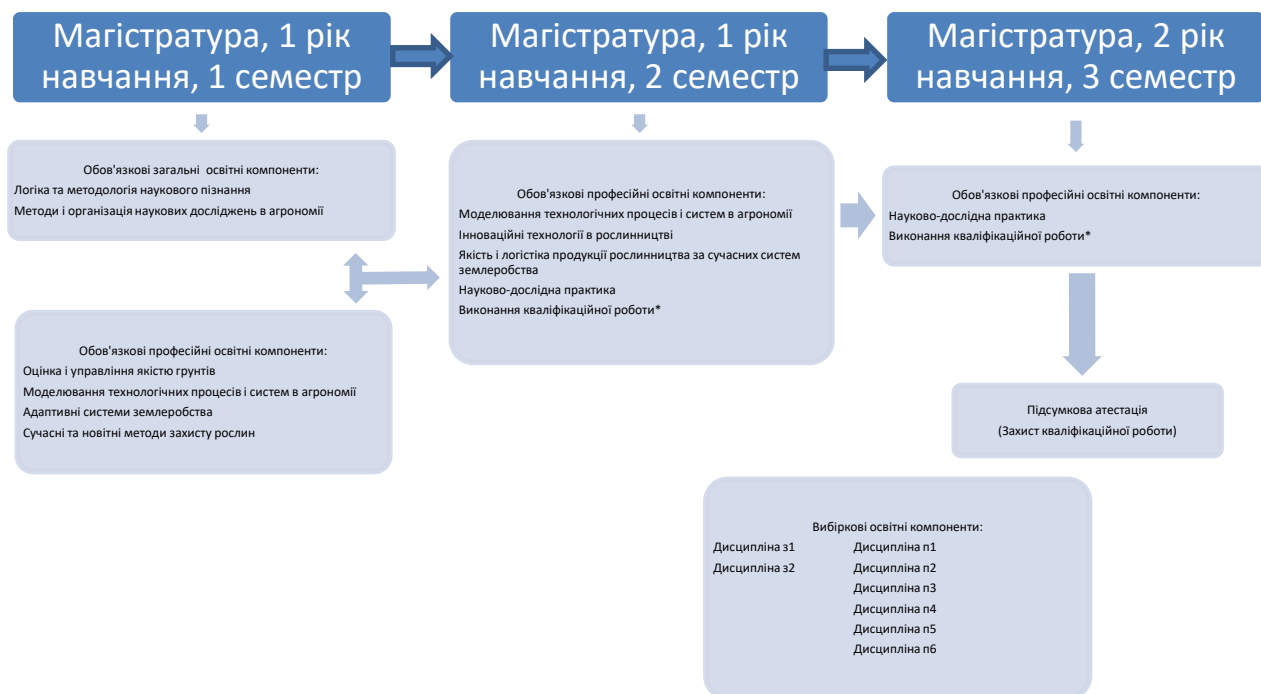 Магістратура, 1 рік
навчання, 1 семестр
Магістратура, 1 рік
навчання, 2 семестр
Магістратура, 2 рік
навчання, 3 семестр
Обов'язкові загальні освітні компоненти:
Логіка та методологія наукового пізнання
Методи і організація наукових досліджень в агрономії
Обов'язкові професійні освітні компоненти:
Оцінка і управління якістю грунтів
Моделювання технологічних процесів і систем в агрономії
Адаптивні системи землеробства
Сучасні та новітні методи захисту рослин
Обов'язкові професійні освітні компоненти:
Моделювання технологічних процесів і систем в агрономії
Інноваційні технології в рослинництві
Якість і логістика продукції рослинництва за сучасних систем
землеробства
Науково-дослідна практика
Виконання кваліфікаційної роботи*
Обов'язкові професійні освітні компоненти:
Науково-дослідна практика
Виконання кваліфікаційної роботи*
Підсумкова атестація
(Захист кваліфікаційної роботи)
Вибіркові освітні компоненти:
Дисципліна з1 Дисципліна п1
Дисципліна з2 Дисципліна п2
Дисципліна п3
Дисципліна п4
Дисципліна п5
Дисципліна п6